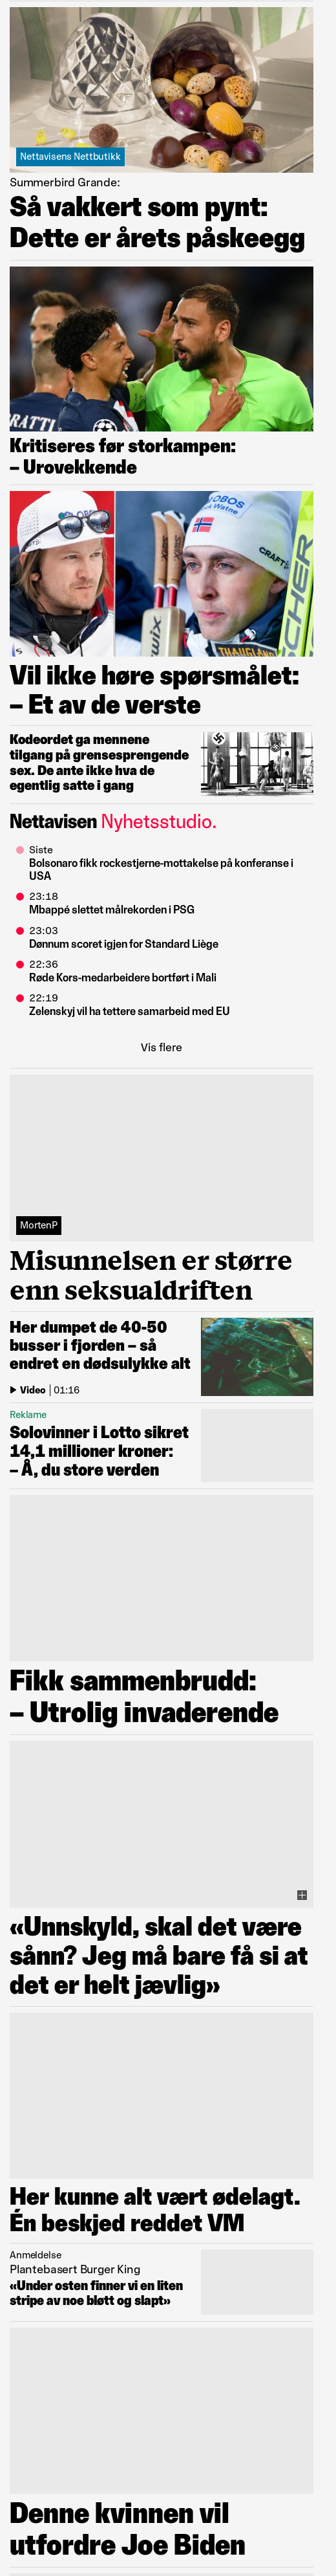 Nettavisens Nettbutikk
Summerbird Grande:
Så vakkert som pynt:
Dette er årets påskeegg
Kritiseres før storkampen:
– Urovekkende
Vil ikke høre spørsmålet:
– Et av de verste
Kodeordet ga mennene
tilgang på grensesprengende
sex. De ante ikke hva de
egentlig satte i gang
Nettavisen Nyhetsstudio.
Siste
Bolsonaro fikk rockestjerne-mottakelse på konferanse i
USA
23:18
Mbappé slettet målrekorden i PSG
23:03
Dønnum scoret igjen for Standard Liège
22:36
Røde Kors-medarbeidere bortført i Mali
22:19
Zelenskyj vil ha tettere samarbeid med EU
Vis flere
MortenP
Misunnelsen er større
enn seksualdriften
Her dumpet de 40-50
busser i fjorden – så
endret en dødsulykke alt
Video | 01:16
Reklame
Solovinner i Lotto sikret
14,1 millioner kroner:
– Å, du store verden
Fikk sammenbrudd:
– Utrolig invaderende
«Unnskyld, skal det være
sånn? Jeg må bare få si at
det er helt jævlig»
Her kunne alt vært ødelagt.
Én beskjed reddet VM
Anmeldelse
Plantebasert Burger King
«Under osten finner vi en liten
stripe av noe bløtt og slapt»
Denne kvinnen vil
utfordre Joe Biden